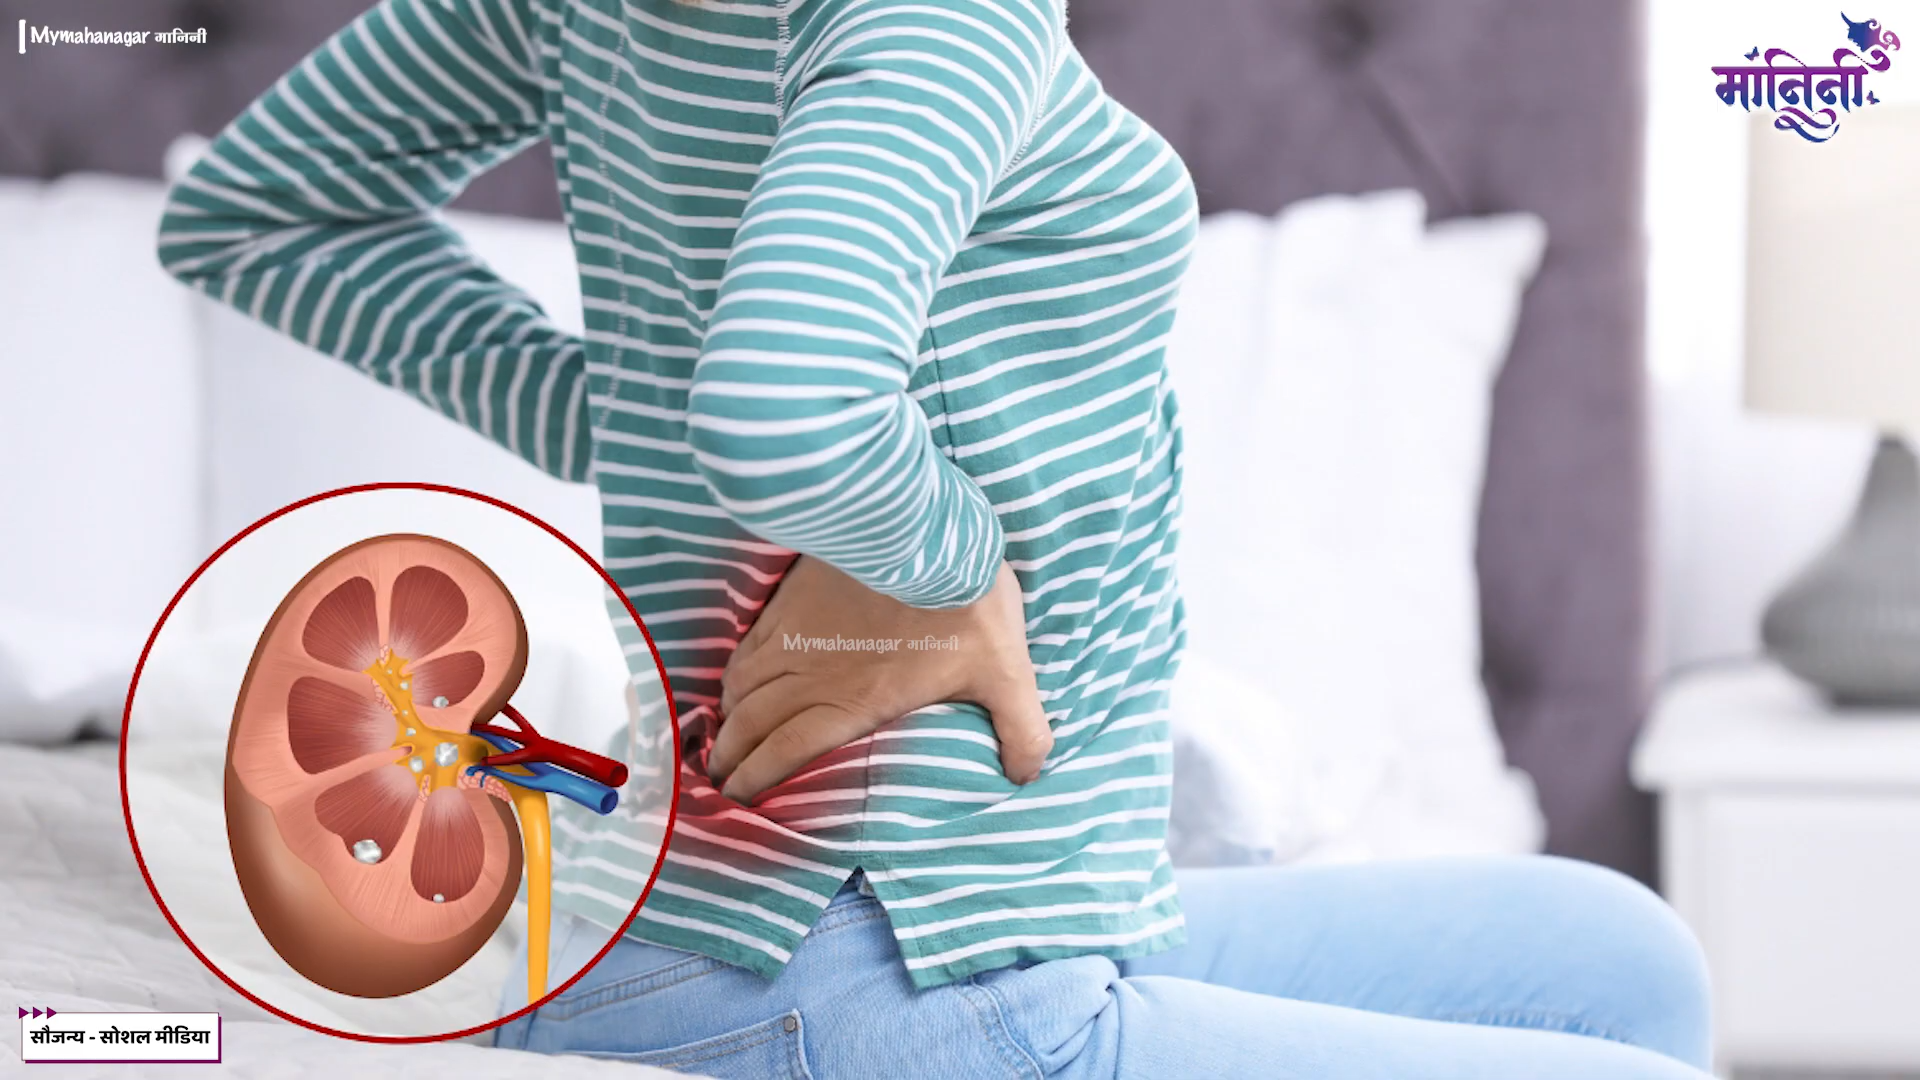 Mymahanagar मानिनी
मानिनी
Mymahanagar मानिनी
सौजन्य - सोशल मीडिया